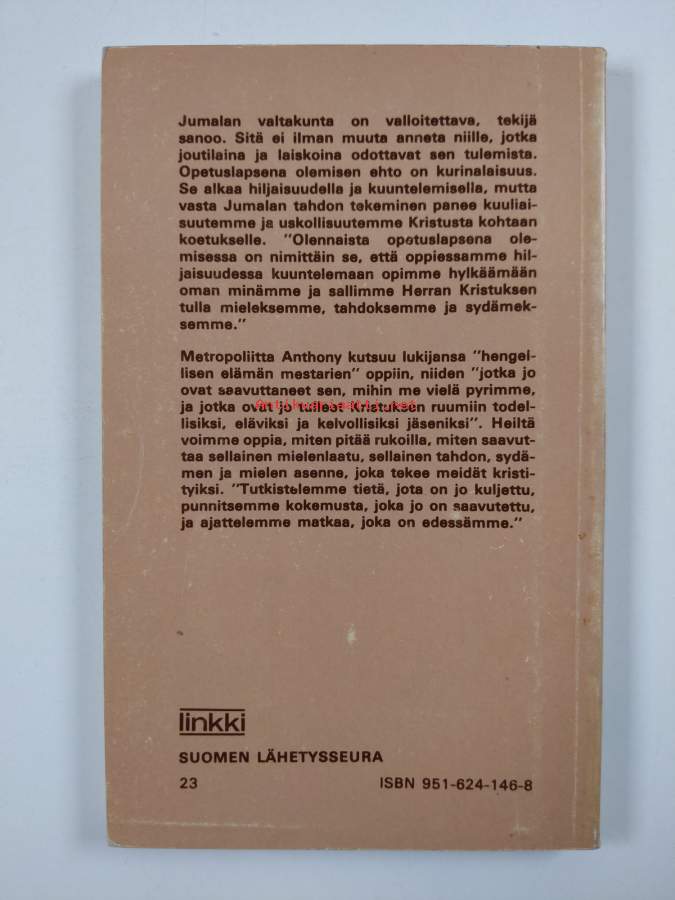 Jumalan valtakunta on valloitettava, tekijä
sanoo. Sitä ei ilman muuta anneta niille, jotka
joutilaina ja laiskoina odottavat sen tulemista.
Opetuslapsena olemisen ehto on kurinalaisuus.
Se alkaa hiljaisuudella ja kuuntelemisella, mutta
vasta Jumalan tahdon tekeminen panee kuuliai-
suutemme ja uskollisuutemme Kristusta kohtaan
koetukselle. "Olennaista opetuslapsena ole-
misessa on nimittäin se, että oppiessamme hil-
jaisuudessa kuuntelemaan opimme hylkäämään
oman minämme ja sallimme Herran Kristuksen
tulla mieleksemme, tahdoksemme ja sydämek-
semme."
Metropoliitta Anthony kutsuu lukijansa "hengel-
lisen elämän mestarien" oppiin, niiden "jotka jo
ovat saavuttaneet sen, mihin me vielä pyrimme,
ja jotka ovat jo tulleet Kristuksen ruumiin todel-
lisiksi, eläviksi ja kelvollisiksi jäseniksi". Heiltä
voimme oppia, miten pitää rukoilla, miten saavut-
taa sellainen mielenlaatu, sellainen tahdon, sydä-
men ja mielen asenne, joka tekee meidät kristi-
tyiksi. "Tutkistelemme tietä, jota on jo kuljettu,
punnitsemme kokemusta, joka jo on saavutettu,
ja ajattelemme matkaa, joka on edessämme."
linkki
SUOMEN LÄHETYSSEURA
23 ISBN 951-624-146-8